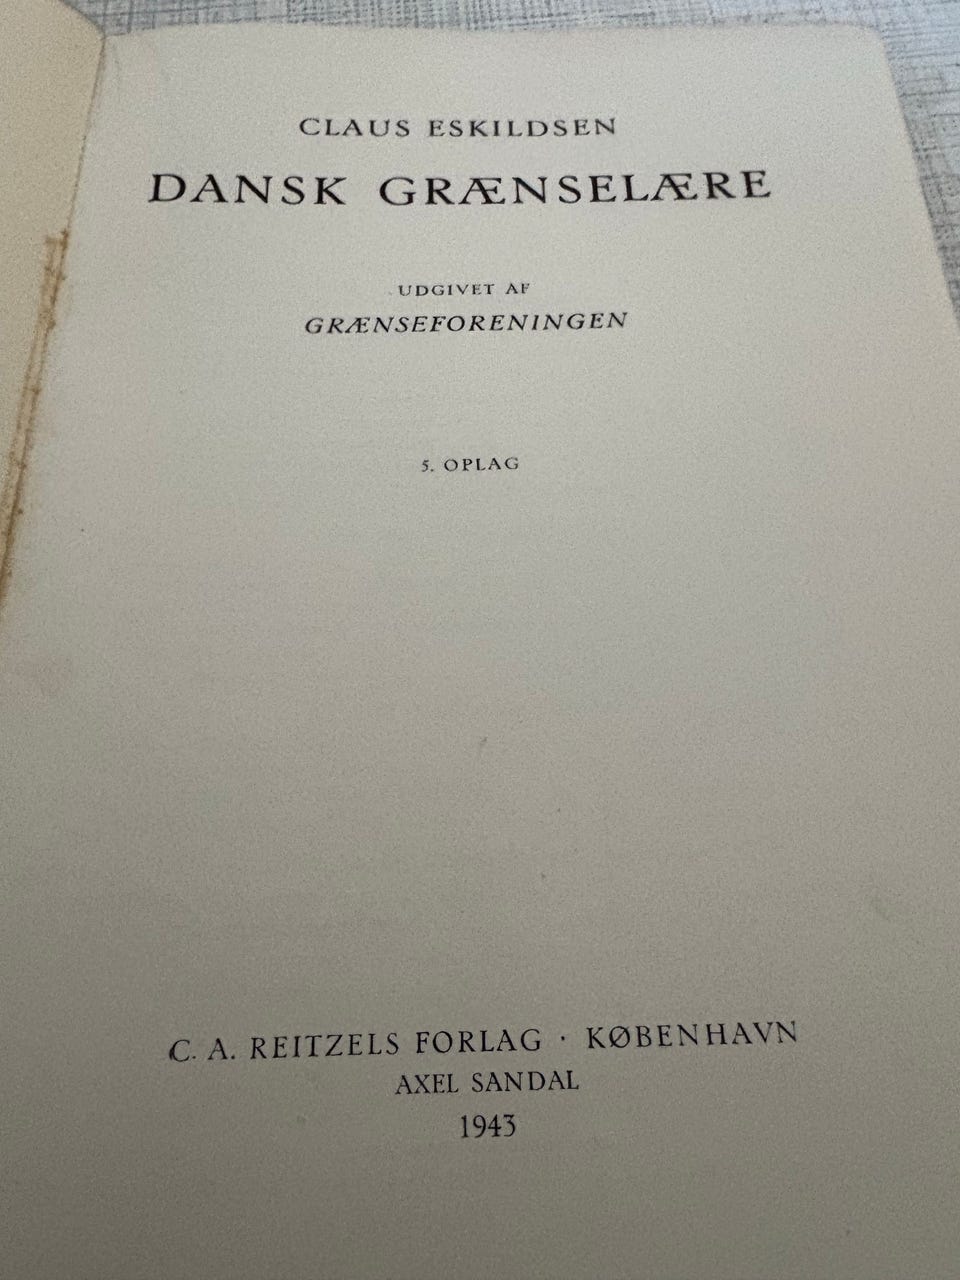 CLAUS ESKILDSEN
DANSK GRÆNSELÆRE
UDGIVET AF
GRÆNSEFORENINGEN
5. OPLAG
C. A. REITZELS FORLAG · KØBENHAVN
AXEL SANDAL
1943